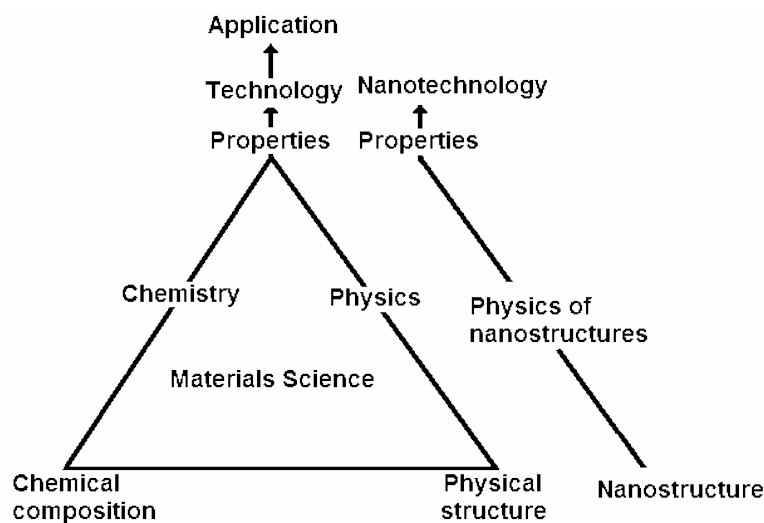 Application
Technology
Nanotechnology
Properties
Properties
Chemistry
Physics
Physics of
nanostructures
Materials Science
Chemical
composition
Physical
structure
Nanostructure